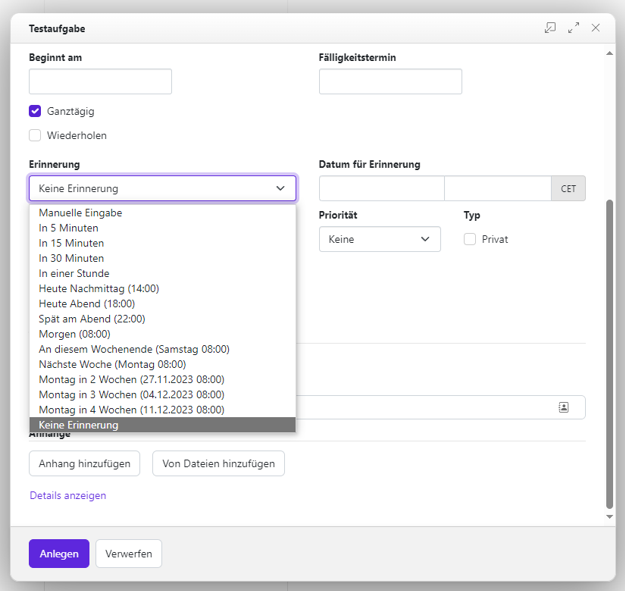 Testaufgabe
Beginnt am
Fälligkeitstermin
Ganztägig
Wiederholen
Erinnerung
Datum für Erinnerung
Keine Erinnerung
CET
Manuelle Eingabe
In 5 Minuten
In 15 Minuten
In 30 Minuten
In einer Stunde
Heute Nachmittag (14:00)
Heute Abend (18:00)
Spät am Abend (22:00)
Morgen (08:00)
An diesem Wochenende (Samstag 08:00)
Nächste Woche (Montag 08:00)
Montag in 2 Wochen (27.11.2023 08:00)
Montag in 3 Wochen (04.12.2023 08:00)
Montag in 4 Wochen (11.12.2023 08:00)
Keine Erinnerung
Priorität
Typ
Keine
Privat
Anhänge
Anhang hinzufügen
Von Dateien hinzufügen
Details anzeigen
Anlegen
Verwerfen